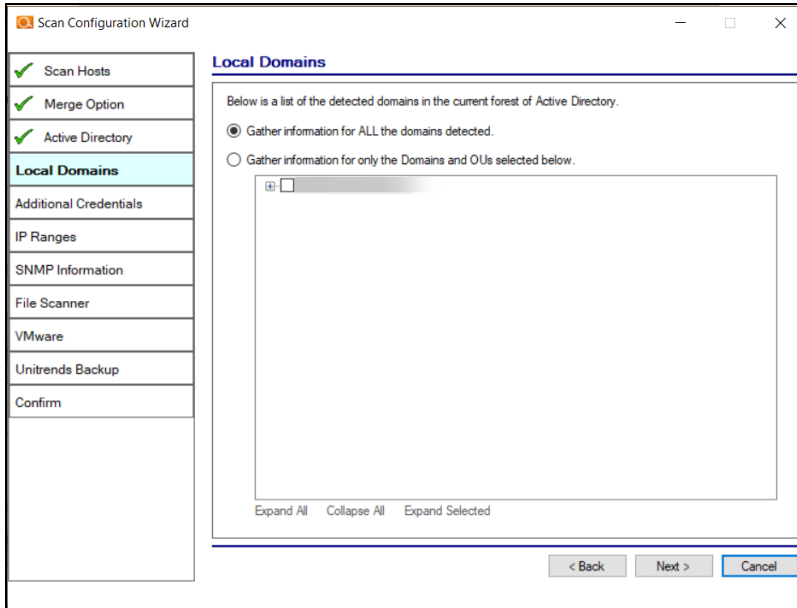 Scan Configuration Wizard
Scan Hosts
Merge Option
Active Directory
Local Domains
Additional Credentials
IP Ranges
SNMP Information
File Scanner
VMware
Unitrends Backup
Confirm
Local Domains
Below is a list of the detected domains in the current forest of Active Directory.
Gather information for ALL the domains detected.
Gather information for only the Domains and OUs selected below.
Expand All Collapse All Expand Selected
< Back Next > Cancel